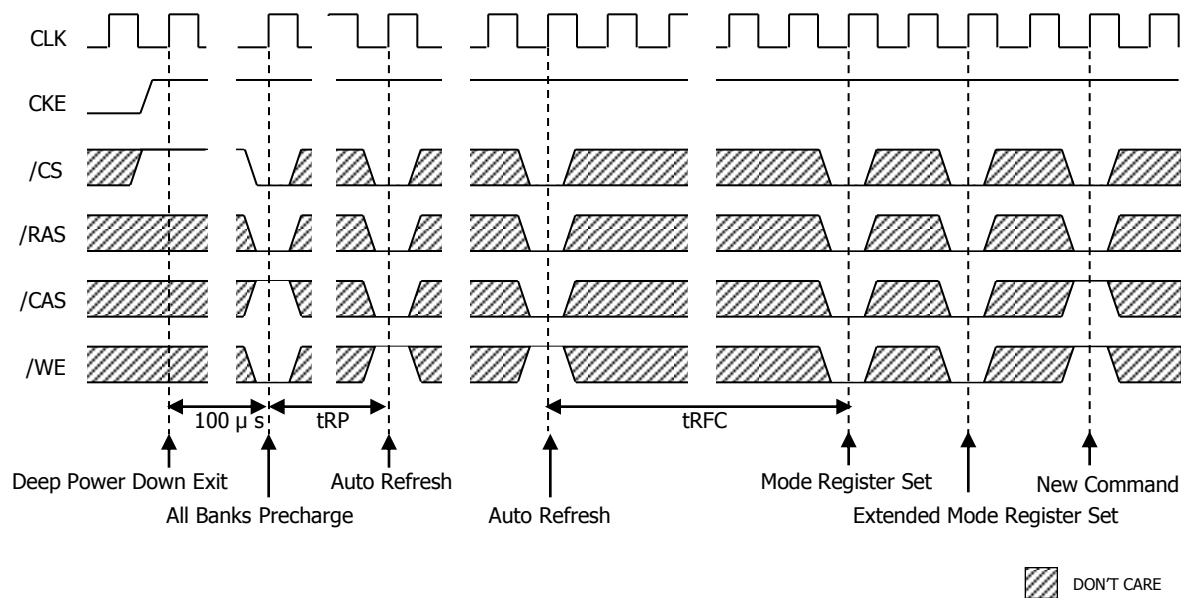 CLK
CKE
/CS
/RAS
/CAS
/WE
100 μ s
tRP
tRFC
Deep Power Down Exit
All Banks Precharge
Auto Refresh
Auto Refresh
Mode Register Set
Extended Mode Register Set
New Command
DON'T CARE